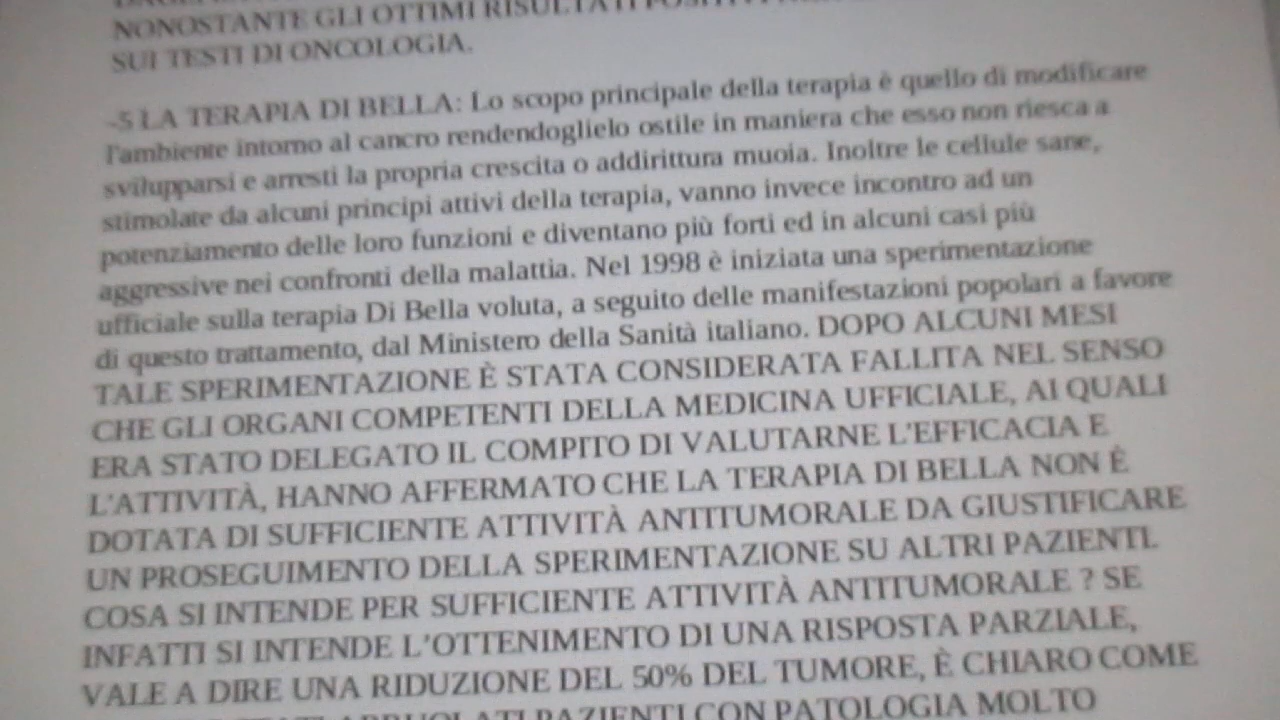 NONOSTANTE GLI OTTIMI RISULTATI POSITIVI
SUI TESTI DI ONCOLOGIA.
-5 LA TERAPIA DI BELLA: Lo scopo principale della terapia è quello di modificare
l'ambiente intorno al cancro rendendoglielo ostile in maniera che esso non riesca a
svilupparsi e arresti la propria crescita o addirittura muoia. Inoltre le cellule sane,
stimolate da alcuni principi attivi della terapia, vanno invece incontro ad un
potenziamento delle loro funzioni e diventano più forti ed in alcuni casi più
aggressive nei confronti della malattia. Nel 1998 è iniziata una sperimentazione
ufficiale sulla terapia Di Bella voluta, a seguito delle manifestazioni popolari a favore
di questo trattamento, dal Ministero della Sanità italiano. DOPO ALCUNI MESI
TALE SPERIMENTAZIONE È STATA CONSIDERATA FALLITA NEL SENSO
CHE GLI ORGANI COMPETENTI DELLA MEDICINA UFFICIALE, AI QUALI
ERA STATO DELEGATO IL COMPITO DI VALUTARNE L'EFFICACIA E
L'ATTIVITÀ, HANNO AFFERMATO CHE LA TERAPIA DI BELLA NON È
DOTATA DI SUFFICIENTE ATTIVITÀ ANTITUMORALE DA GIUSTIFICARE
UN PROSEGUIMENTO DELLA SPERIMENTAZIONE SU ALTRI PAZIENTI.
COSA SI INTENDE PER SUFFICIENTE ATTIVITÀ ANTITUMORALE ? SE
INFATTI SI INTENDE L'OTTENIMENTO DI UNA RISPOSTA PARZIALE,
VALE A DIRE UNA RIDUZIONE DEL 50% DEL TUMORE, È CHIARO COME
ARRUOLATI PAZIENTI CON PATOLOGIA MOLTO